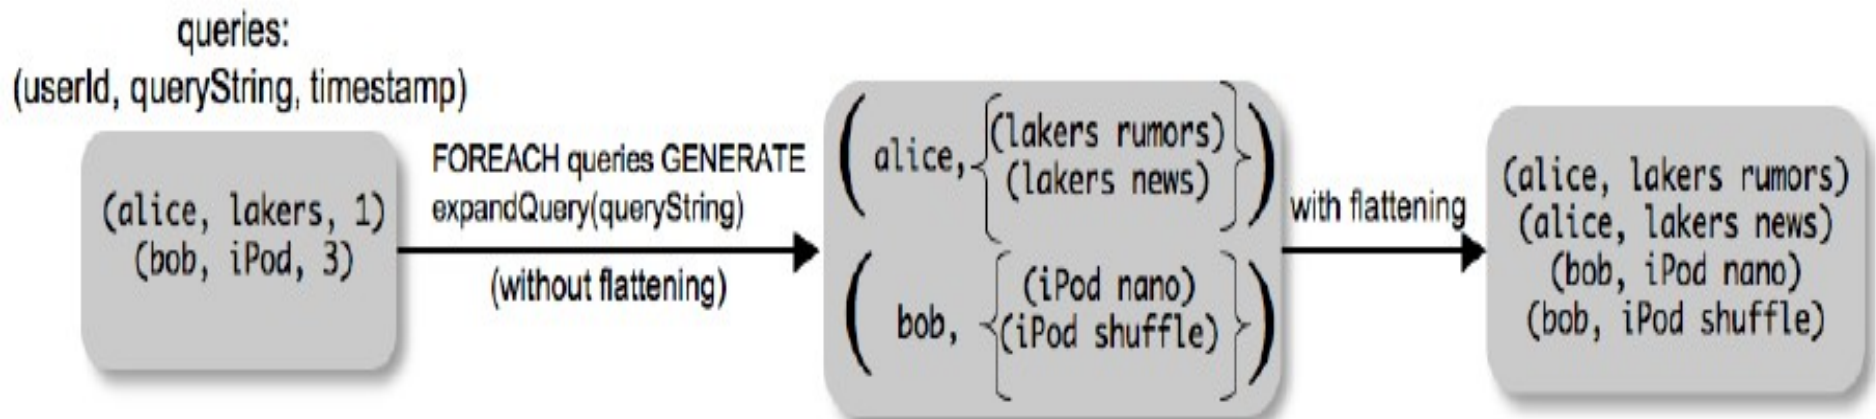 queries:
(userId, queryString, timestamp)
(alice, lakers, 1)
(bob, iPod, 3)
FOREACH queries GENERATE
expandQuery(queryString)
(without flattening)
(alice, {(lakers rumors)
(lakers news)})
(bob, {(iPod nano)
(iPod shuffle)})
with flattening
(alice, lakers rumors)
(alice, lakers news)
(bob, iPod nano)
(bob, iPod shuffle)